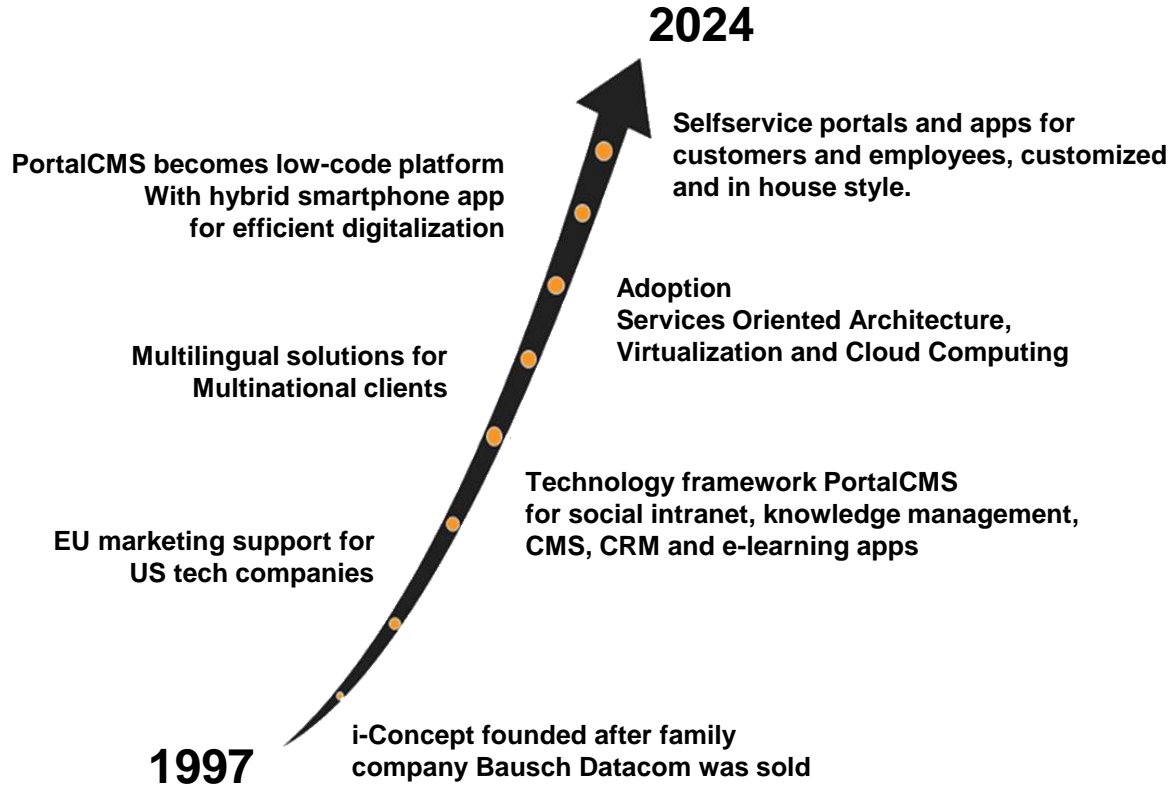 2024
Selfservice portals and apps for
customers and employees, customized
and in house style.
PortalCMS becomes low-code platform
With hybrid smartphone app
for efficient digitalization
Adoption
Services Oriented Architecture,
Virtualization and Cloud Computing
Multilingual solutions for
Multinational clients
Technology framework PortalCMS
for social intranet, knowledge management,
CMS, CRM and e-learning apps
EU marketing support for
US tech companies
i-Concept founded after family
company Bausch Datacom was sold
1997